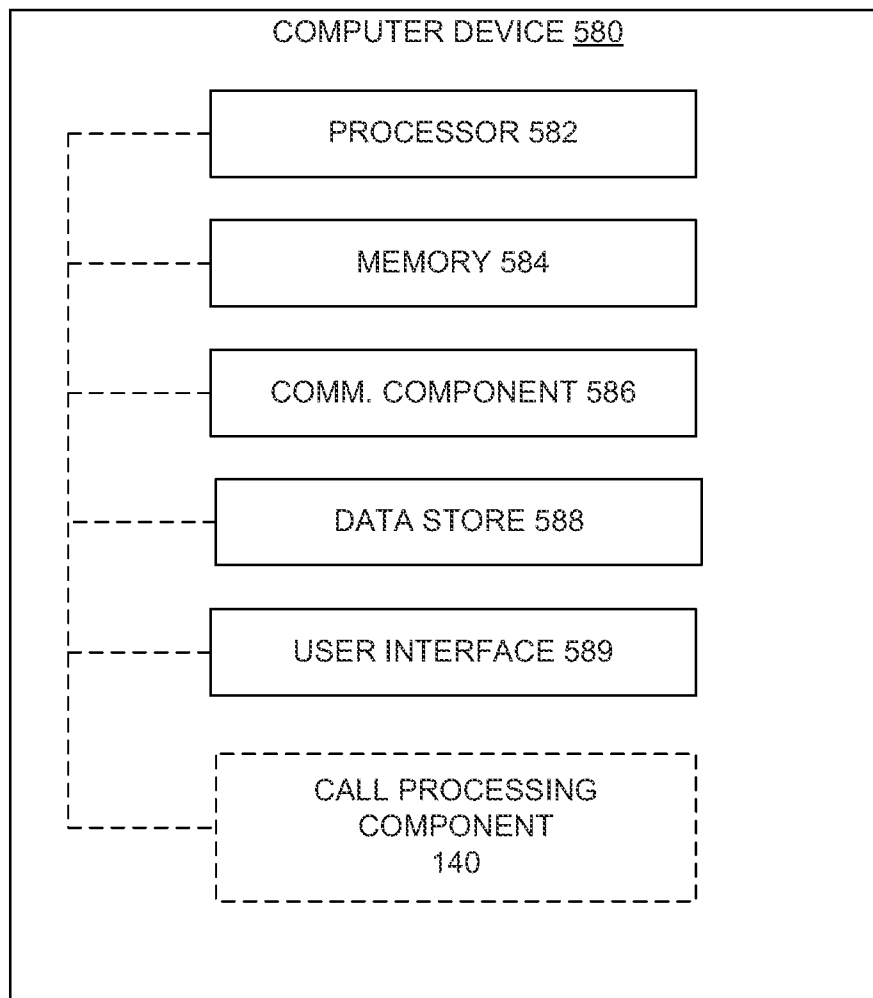 COMPUTER DEVICE 580
PROCESSOR 582
MEMORY 584
COMM. COMPONENT 586
DATA STORE 588
USER INTERFACE 589
CALL PROCESSING
COMPONENT
140